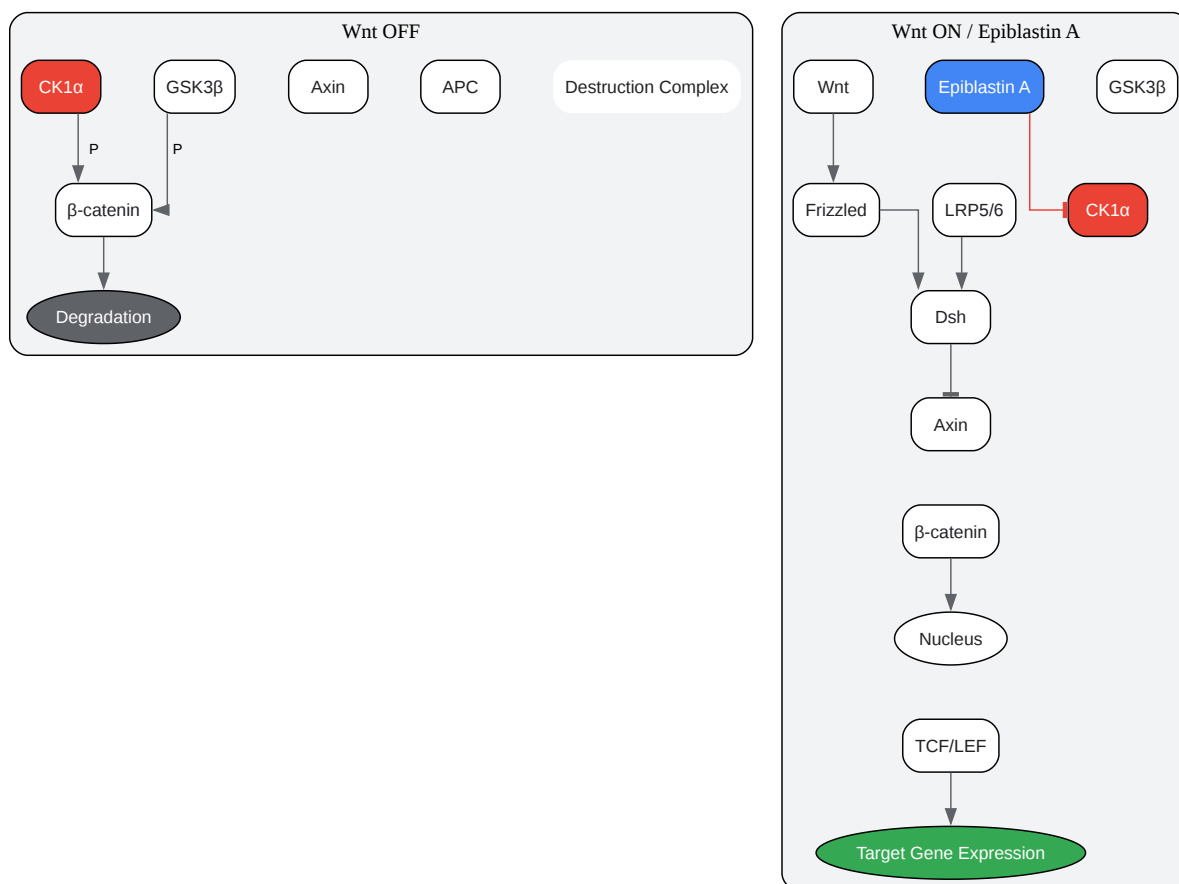 Wnt OFF
CK1α
GSK3β
Axin
APC
Destruction Complex
P
P
β-catenin
Degradation
Wnt ON / Epiblastin A
Wnt
Epiblastin A
GSK3β
Frizzled
LRP5/6
CK1α
Dsh
Axin
β-catenin
Nucleus
TCF/LEF
Target Gene Expression